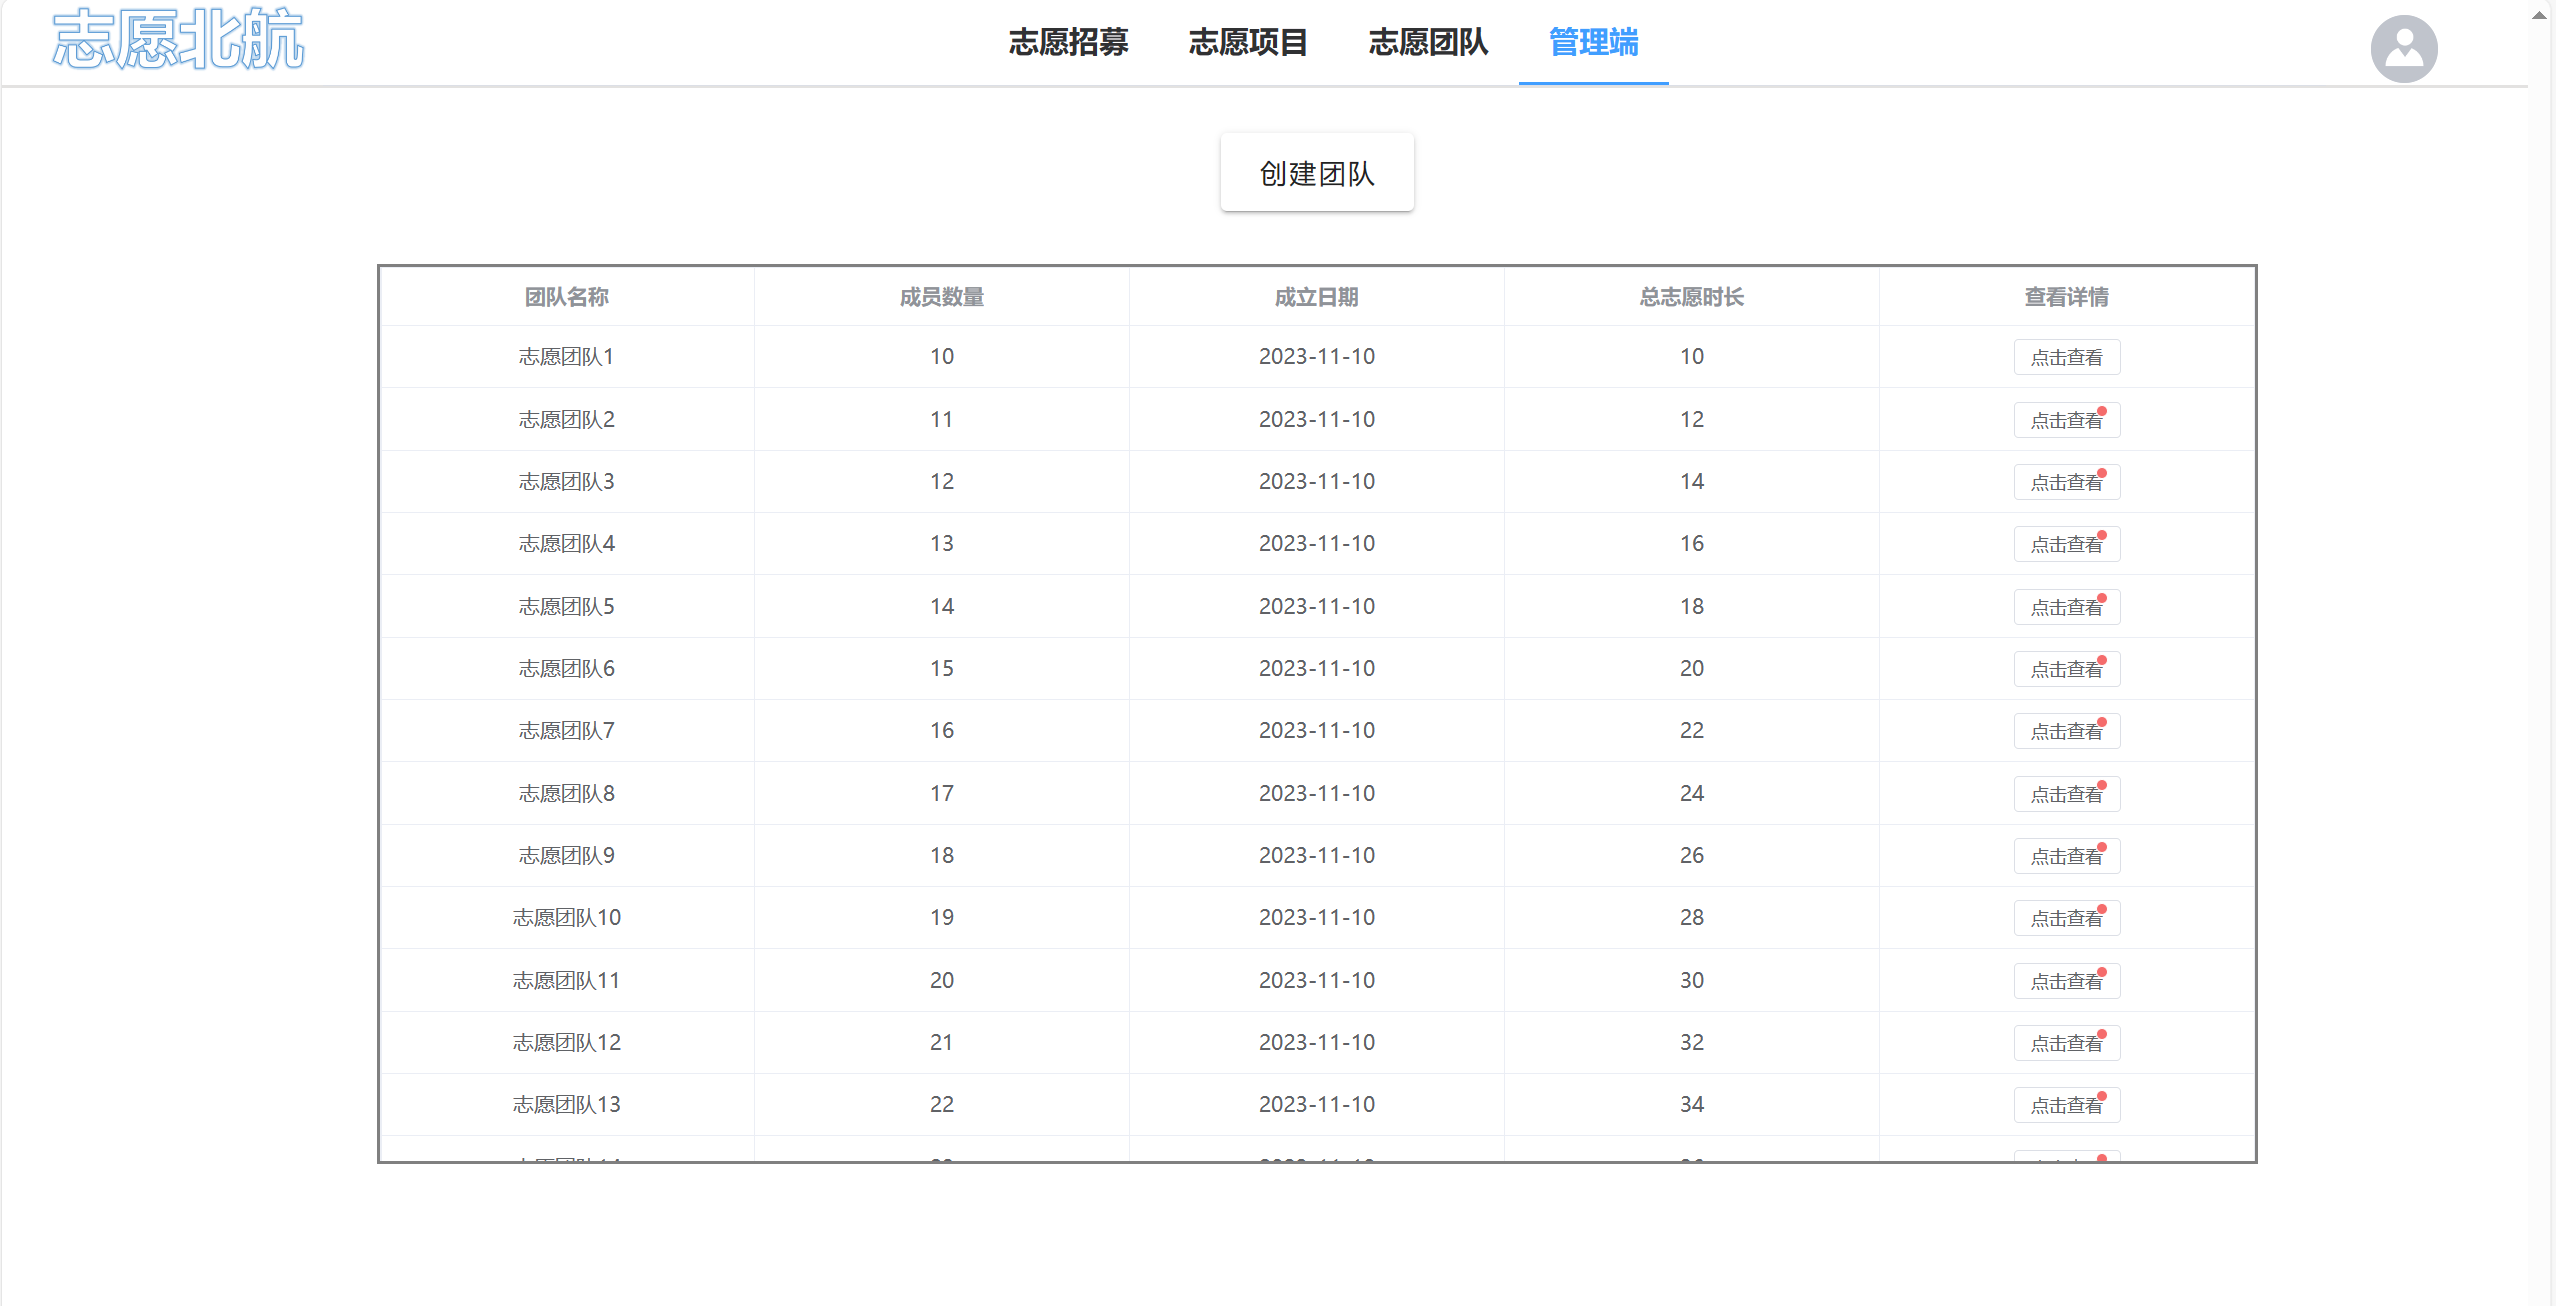 志愿北航
志愿招募 志愿项目 志愿团队 管理端
创建团队
团队名称 成员数量 成立日期 总志愿时长 查看详情
志愿团队1 10 2023-11-10 10 点击查看
志愿团队2 11 2023-11-10 12 点击查看
志愿团队3 12 2023-11-10 14 点击查看
志愿团队4 13 2023-11-10 16 点击查看
志愿团队5 14 2023-11-10 18 点击查看
志愿团队6 15 2023-11-10 20 点击查看
志愿团队7 16 2023-11-10 22 点击查看
志愿团队8 17 2023-11-10 24 点击查看
志愿团队9 18 2023-11-10 26 点击查看
志愿团队10 19 2023-11-10 28 点击查看
志愿团队11 20 2023-11-10 30 点击查看
志愿团队12 21 2023-11-10 32 点击查看
志愿团队13 22 2023-11-10 34 点击查看